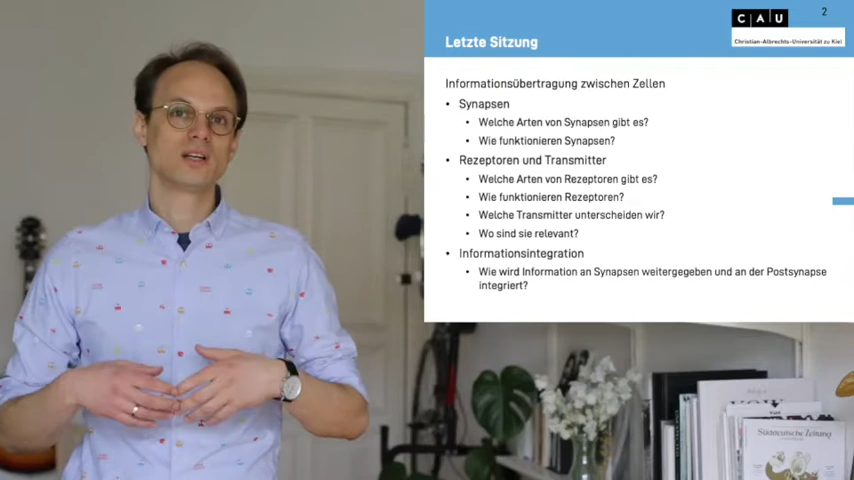 2
C A U
Christian-Albrechts-Universität zu Kiel
Letzte Sitzung
Informationsübertragung zwischen Zellen
• Synapsen
• Welche Arten von Synapsen gibt es?
• Wie funktionieren Synapsen?
• Rezeptoren und Transmitter
• Welche Arten von Rezeptoren gibt es?
• Wie funktionieren Rezeptoren?
• Welche Transmitter unterscheiden wir?
• Wo sind sie relevant?
• Informationsintegration
• Wie wird Information an Synapsen weitergegeben und an der Postsynapse
integriert?
Süddeutsche Zeitung